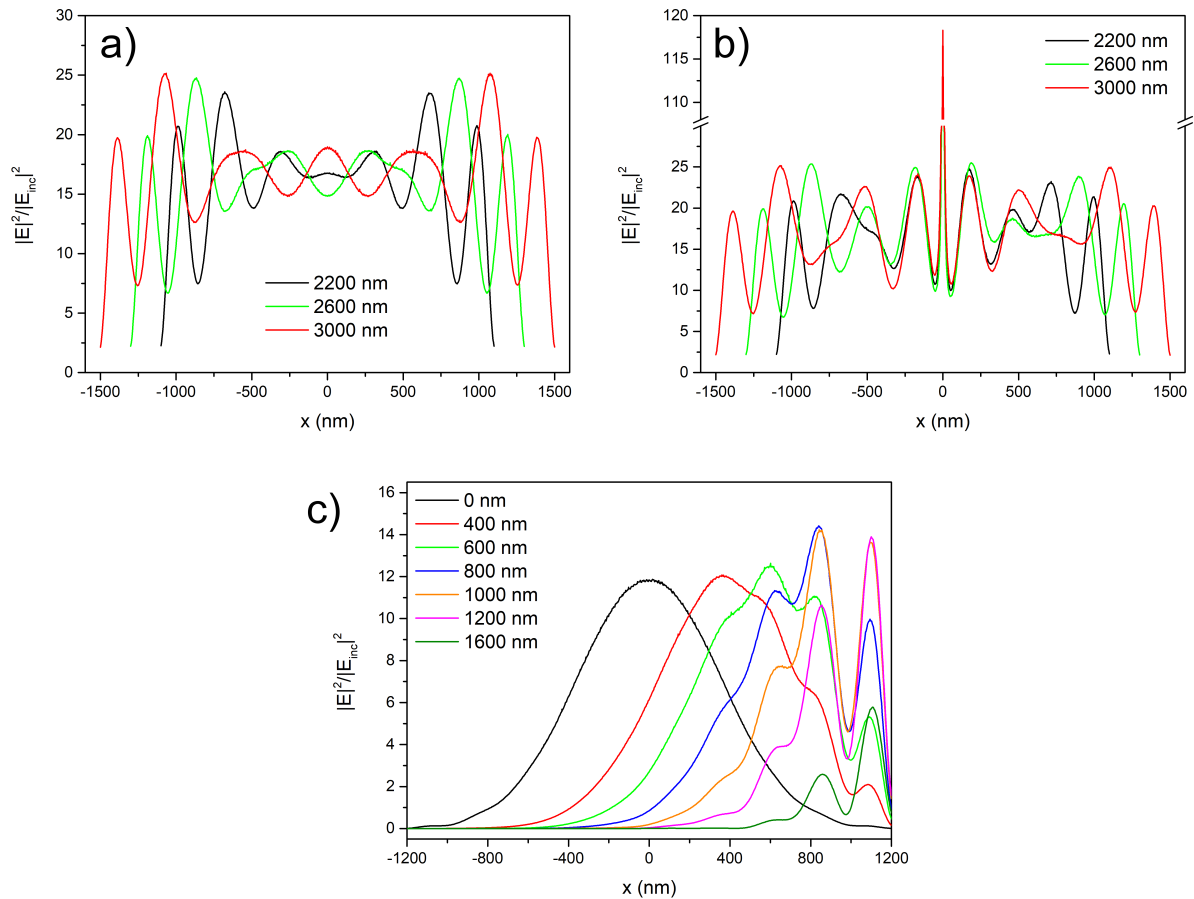 a)
30
25
20
15
10
5
0
|E|²/|E_inc|²
2200 nm
2600 nm
3000 nm
-1500 -1000 -500 0 500 1000 1500
x (nm)
b)
120
115
110
25
20
15
10
5
0
|E|²/|E_inc|²
2200 nm
2600 nm
3000 nm
-1500 -1000 -500 0 500 1000 1500
x (nm)
c)
16
14
12
10
8
6
4
2
0
|E|²/|E_inc|²
0 nm
400 nm
600 nm
800 nm
1000 nm
1200 nm
1600 nm
-1200 -800 -400 0 400 800 1200
x (nm)